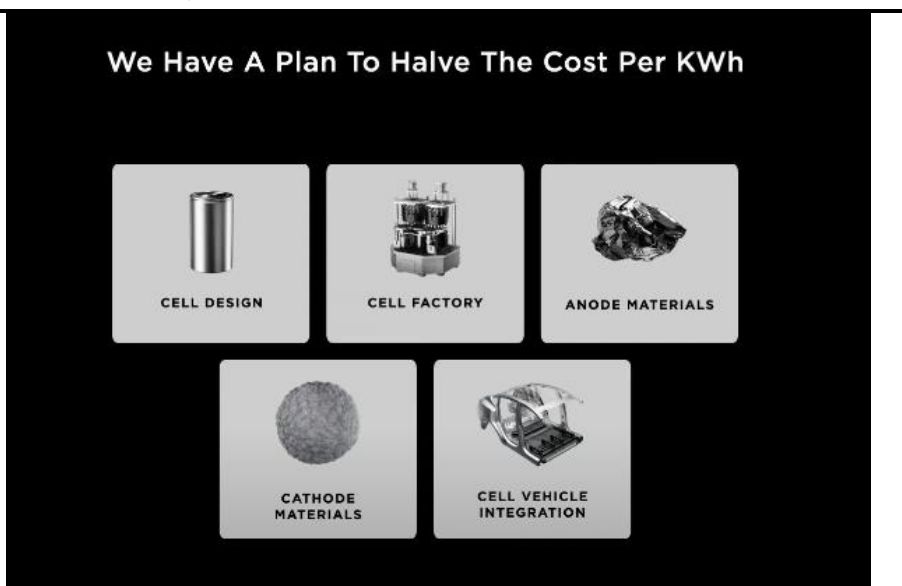 We Have A Plan To Halve The Cost Per KWh
CELL DESIGN
CELL FACTORY
ANODE MATERIALS
CATHODE
MATERIALS
CELL VEHICLE
INTEGRATION